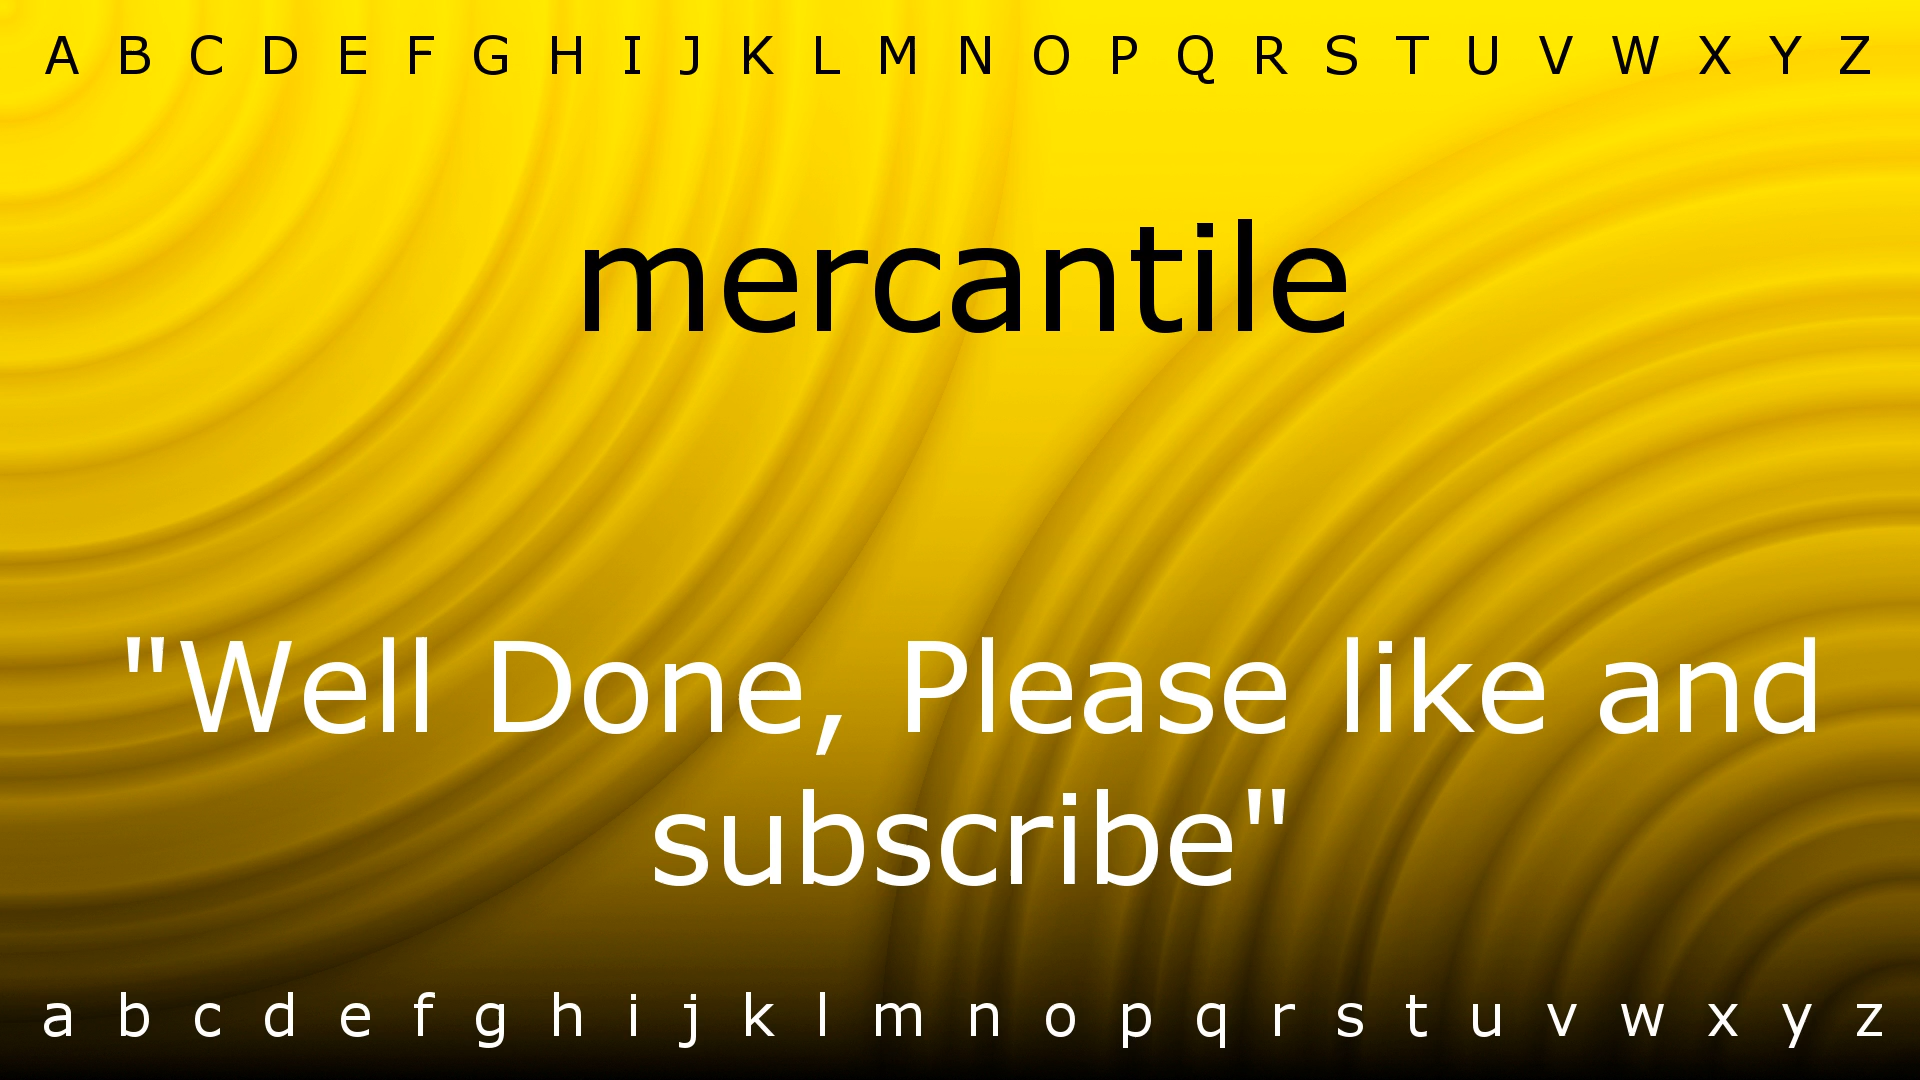 A B C D E F G H I J K L M N O P Q R S T U V W X Y Z
mercantile
"Well Done, Please like and
subscribe"
a b c d e f g h i j k l m n o p q r s t u v w x y z